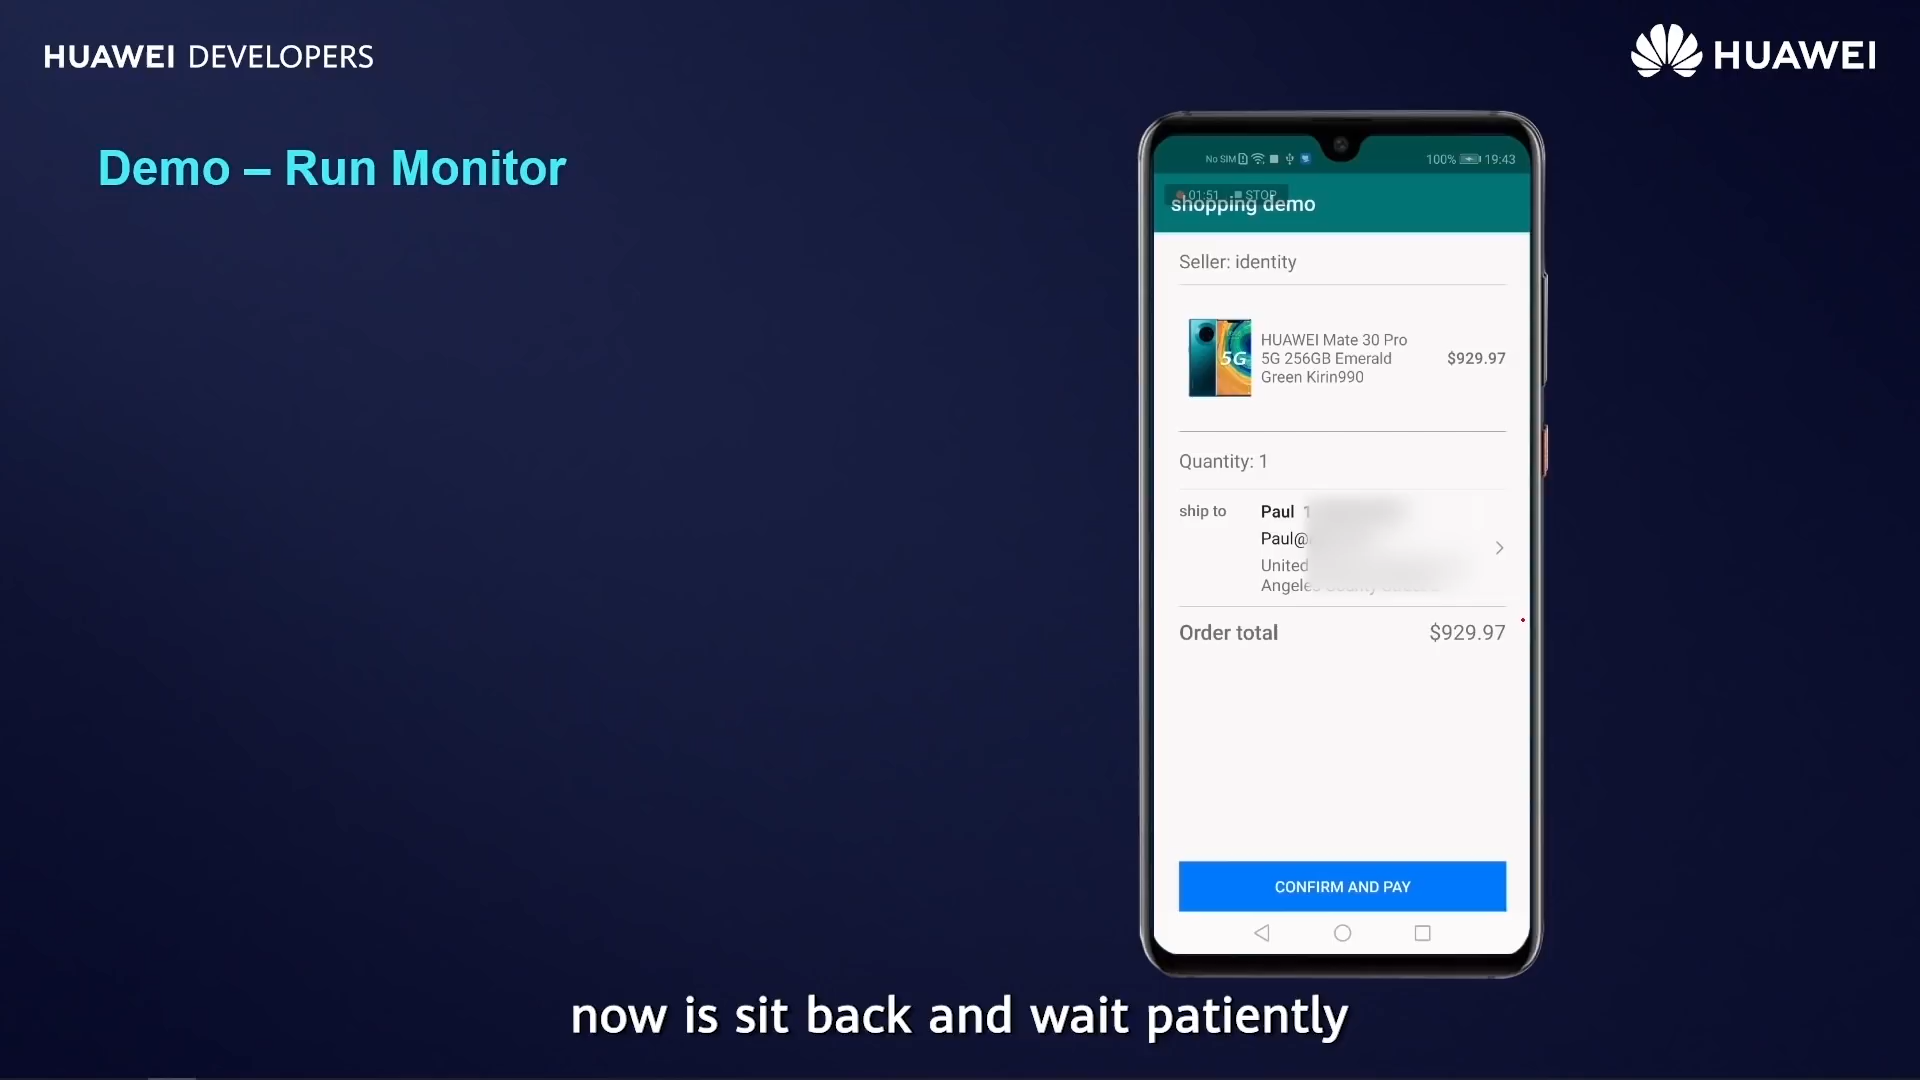 HUAWEI DEVELOPERS
HUAWEI
Demo – Run Monitor
No SIM
100%
19:43
01:51
STOP
shopping demo
Seller: identity
5G
HUAWEI Mate 30 Pro
5G 256GB Emerald
Green Kirin990
$929.97
Quantity: 1
ship to
Paul 1
Paul@
United
Angeles
Order total
$929.97
CONFIRM AND PAY
now is sit back and wait patiently